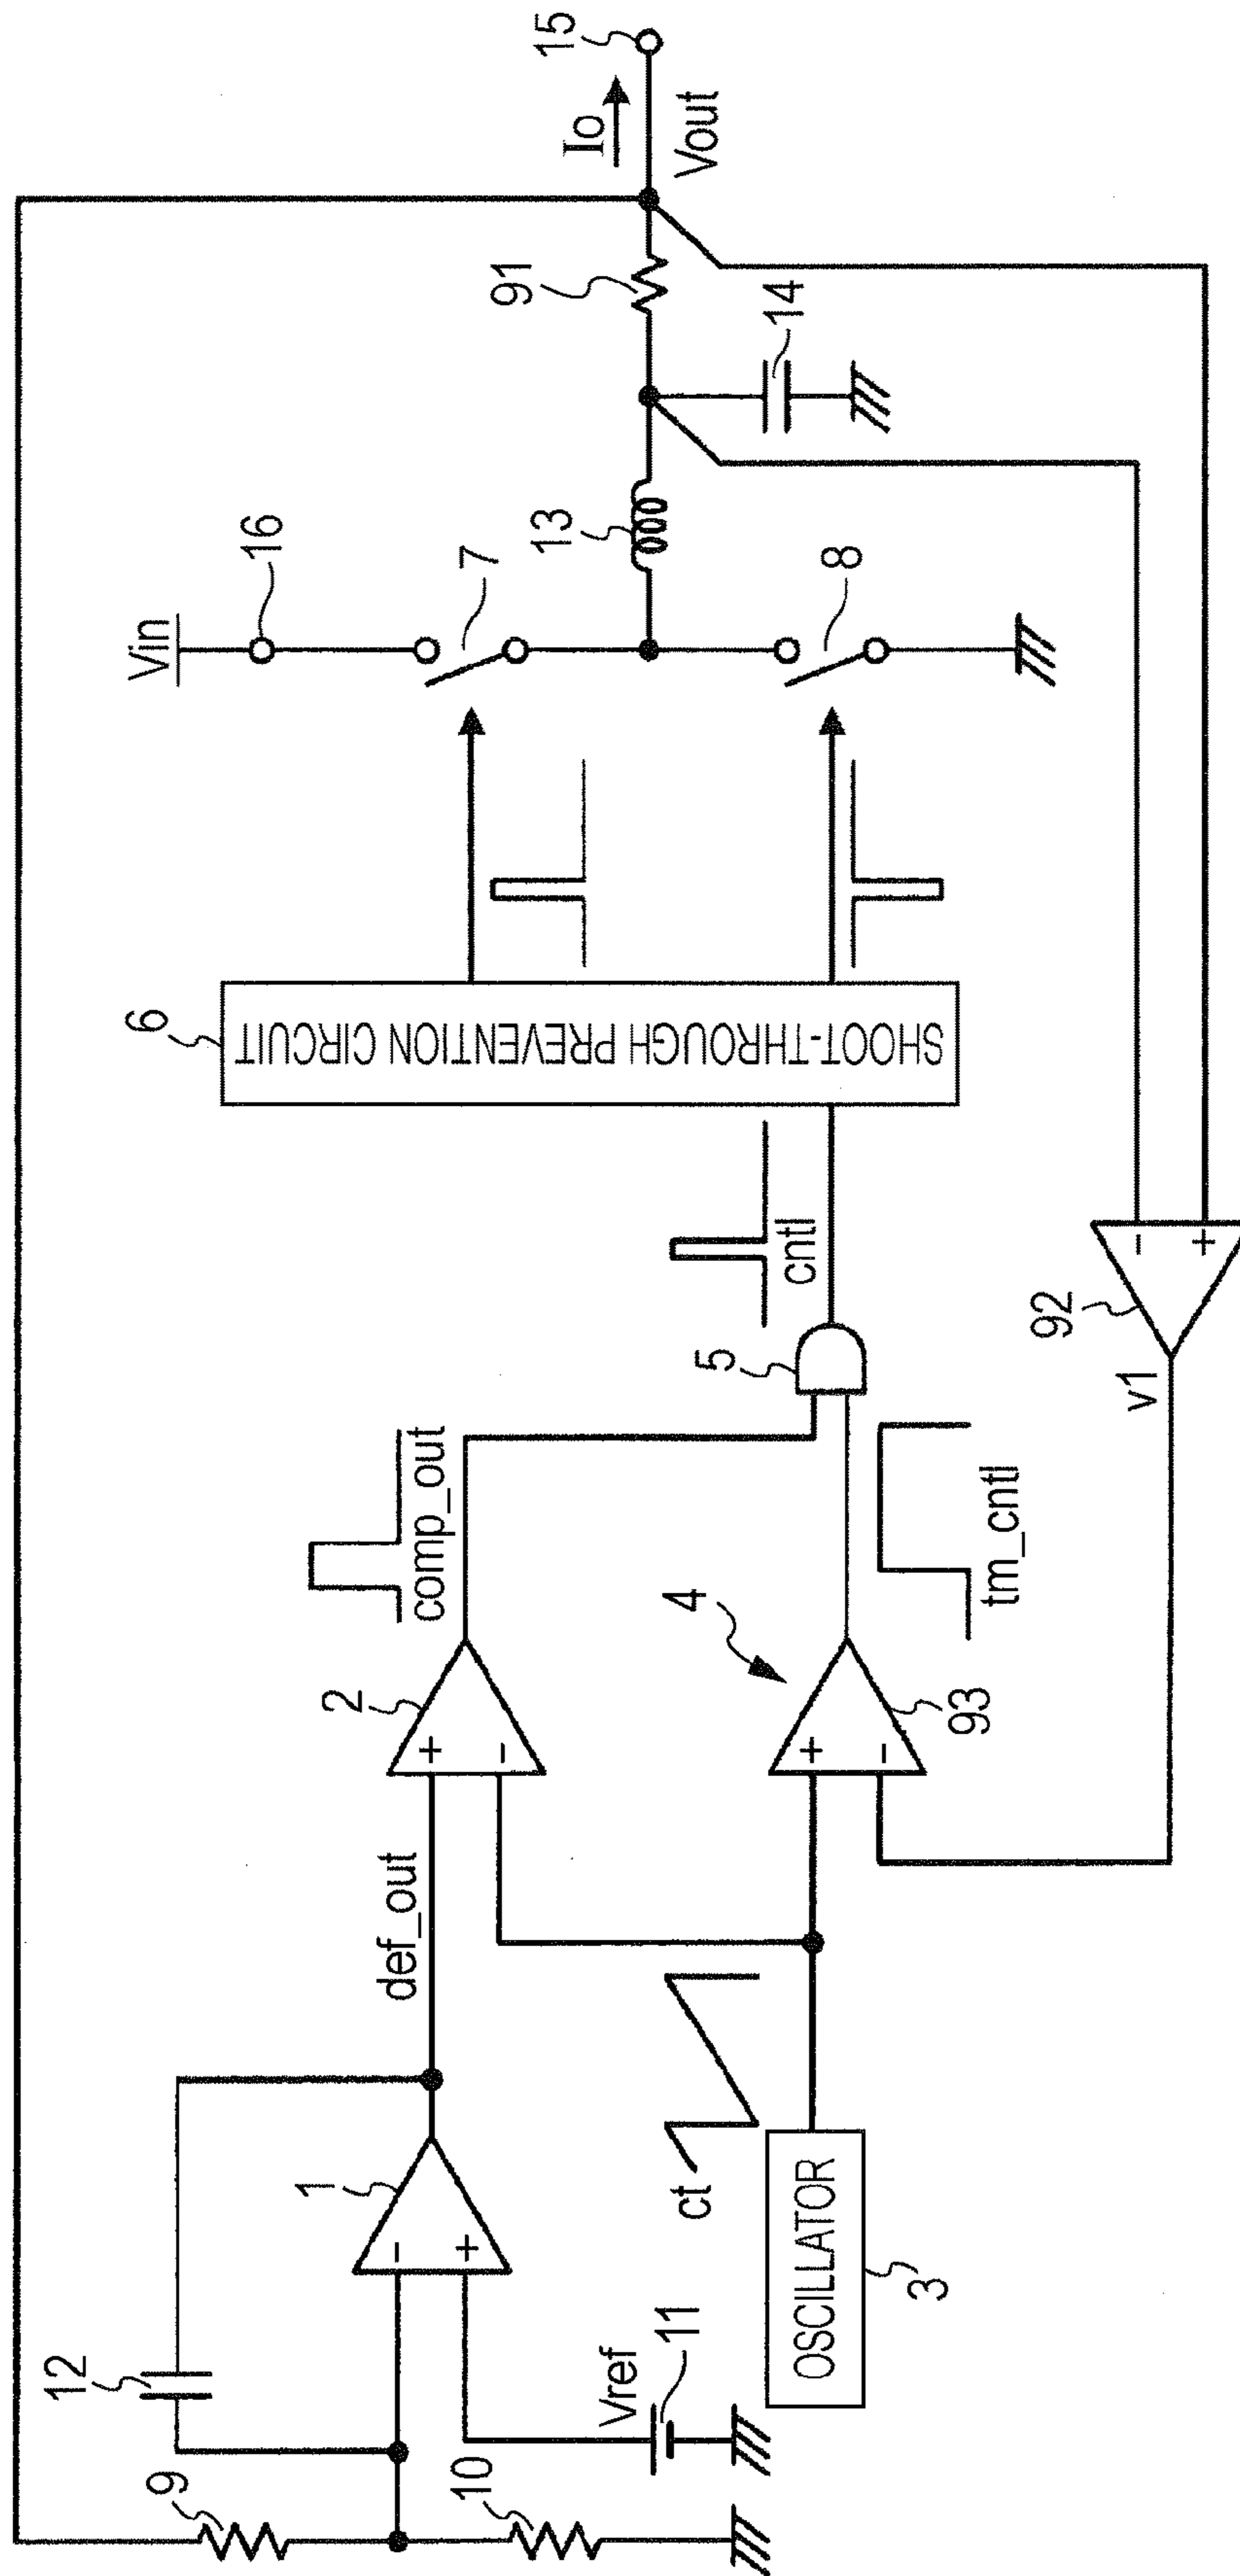 Vin
16
7
13
8
91
14
Io
Vout
15
6
SHOOT-THROUGH PREVENTION CIRCUIT
cntl
5
comp_out
2
+
-
def_out
4
+
-
93
tm_cntl
92
-
+
v1
12
1
-
+
9
10
Vref
11
ct
OSCILLATOR
3